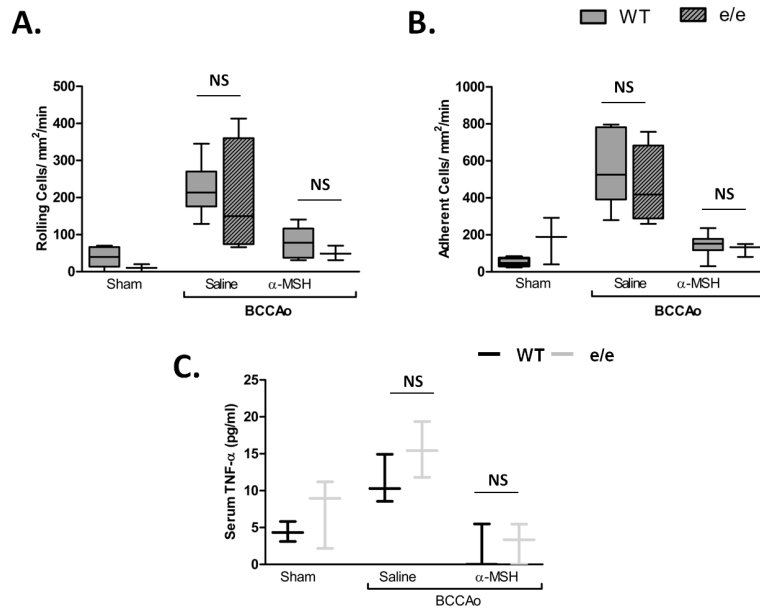 A.
B.
WT e/e
NS
NS
500
400
300
200
100
0
Rolling Cells/ mm²/min
Sham Saline α-MSH
BCCAo
NS
NS
1000
800
600
400
200
0
Adherent Cells/ mm²/min
Sham Saline α-MSH
BCCAo
C.
WT e/e
NS
NS
25
20
15
10
5
0
Serum TNF-α (pg/ml)
Sham Saline α-MSH
BCCAo